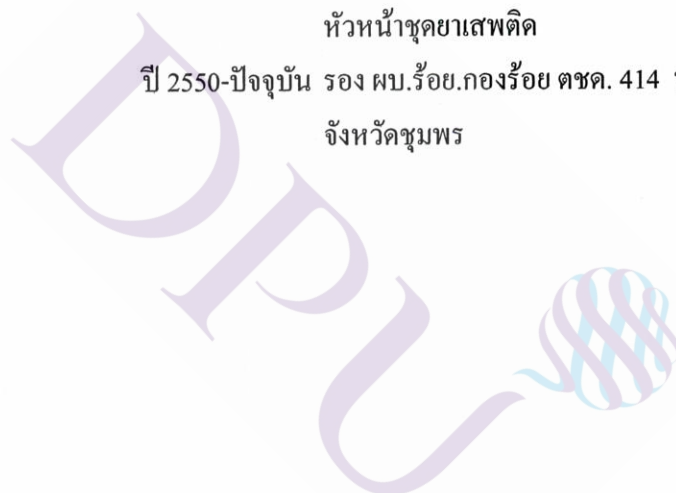 หัวหน้าชุดยาเสพติด
ปี 2550-ปัจจุบัน รอง ผบ.ร้อย.กองร้อย ตชด. 414
จังหวัดชุมพร
DPU